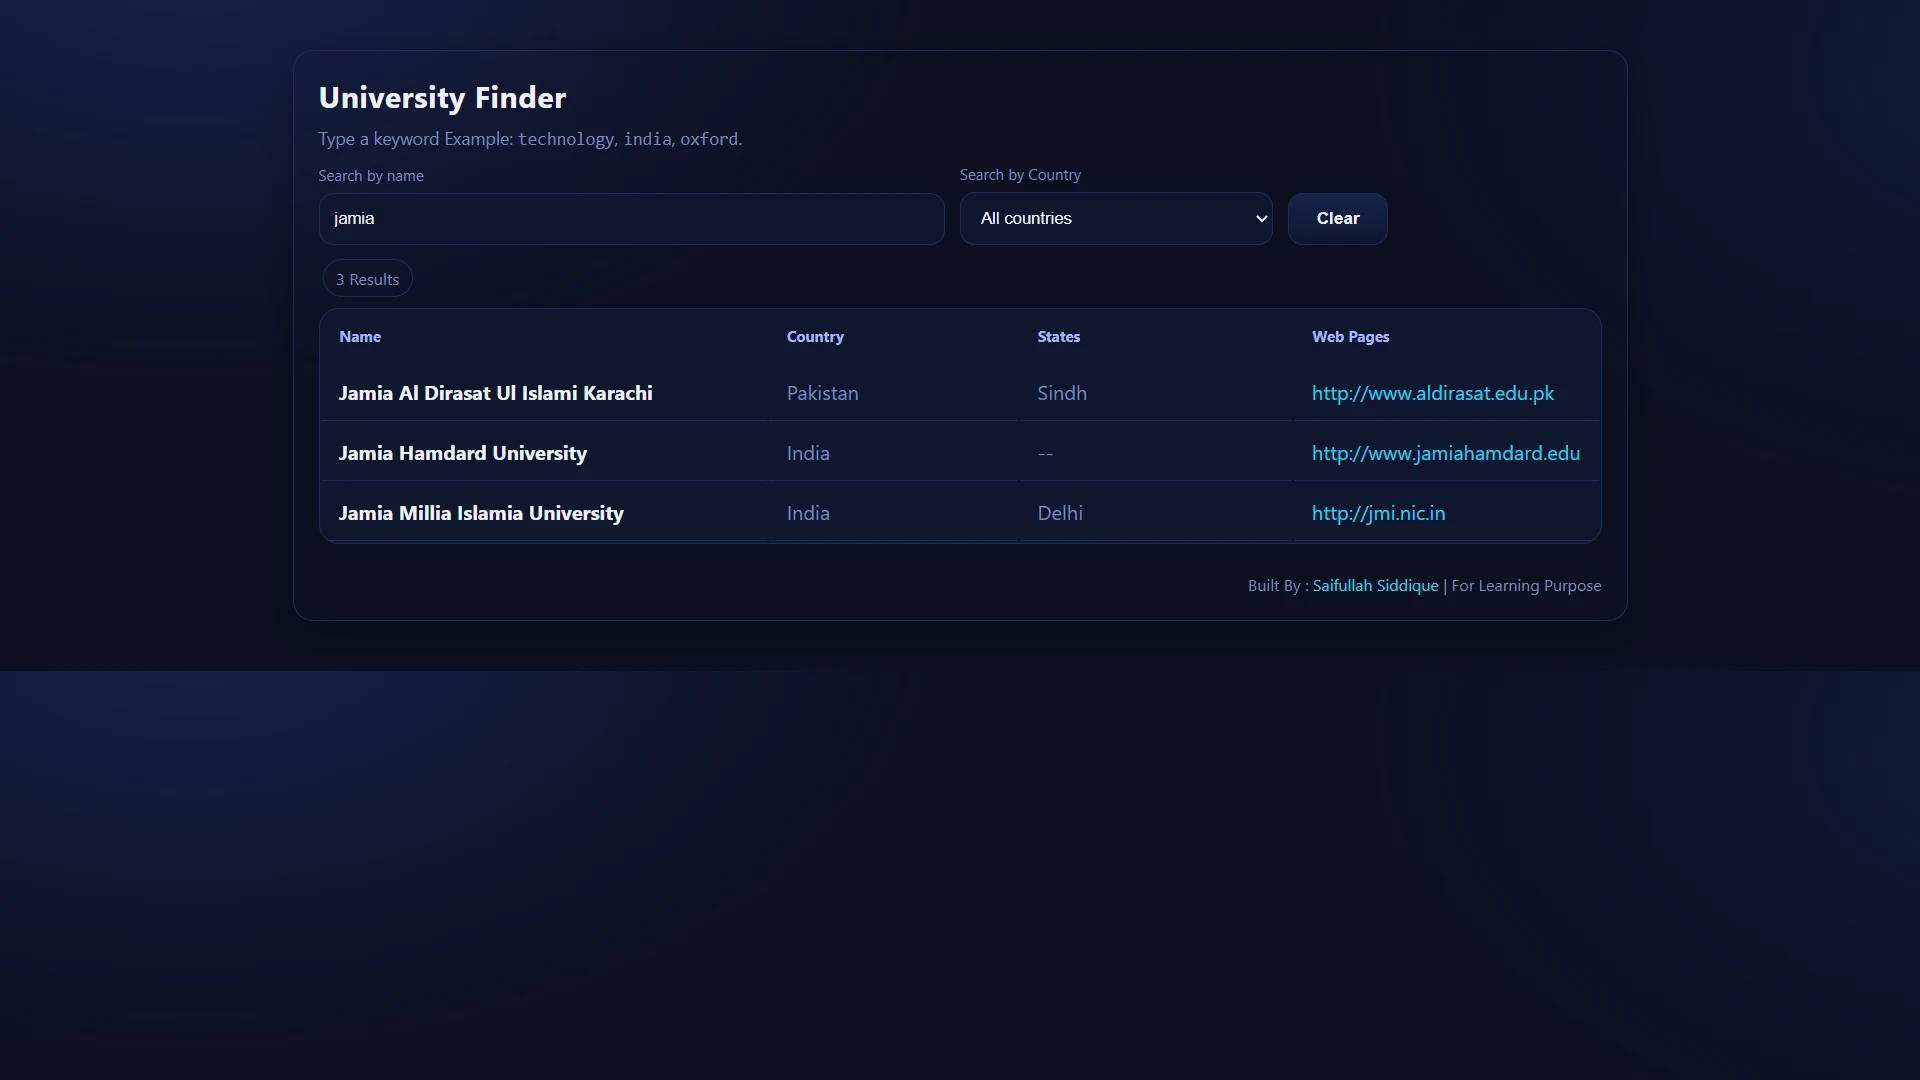 University Finder
Type a keyword Example: technology, india, oxford.
Search by name
Search by Country
jamia
All countries
Clear
3 Results
Name Country States Web Pages
Jamia Al Dirasat Ul Islami Karachi Pakistan Sindh http://www.aldirasat.edu.pk
Jamia Hamdard University India -- http://www.jamiahamdard.edu
Jamia Millia Islamia University India Delhi http://jmi.nic.in
Built By : Saifullah Siddique | For Learning Purpose